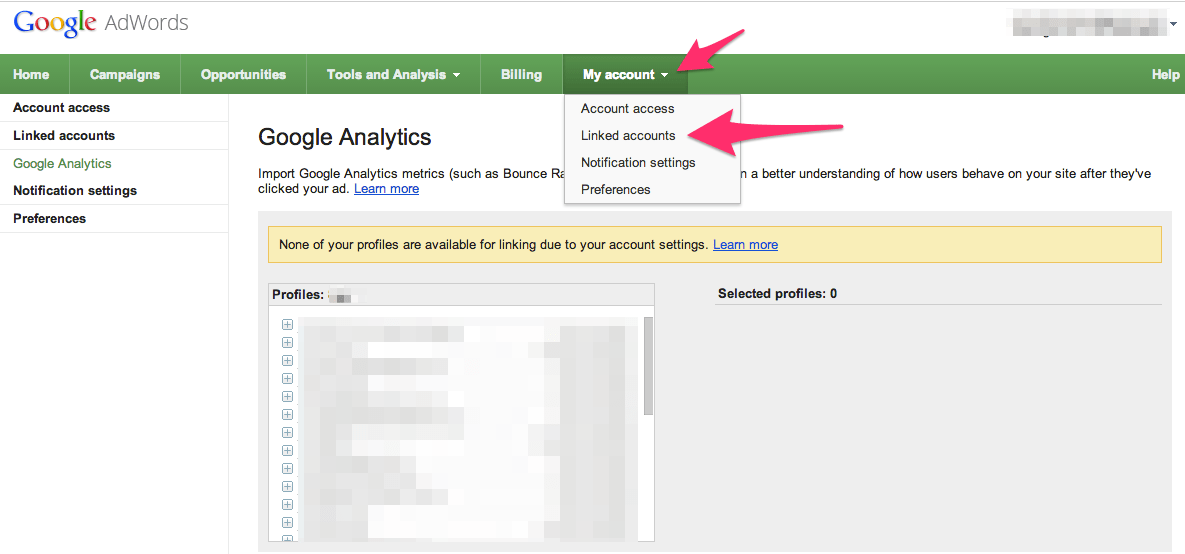 Google AdWords
Home Campaigns Opportunities Tools and Analysis Billing My account Help
Account access
Linked accounts
Google Analytics
Notification settings
Preferences
Account access
Linked accounts
Notification settings
Preferences
Google Analytics
Import Google Analytics metrics (such as Bounce a better understanding of how users behave on your site after they've
clicked your ad. Learn more
None of your profiles are available for linking due to your account settings. Learn more
Profiles:
Selected profiles: 0